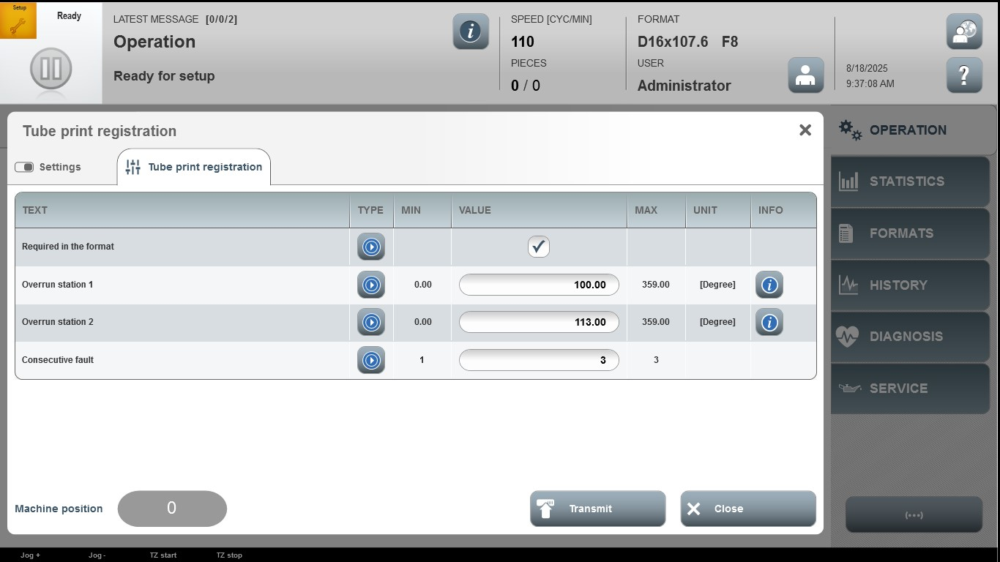 Setup
Ready
LATEST MESSAGE [0/0/2]
Operation
Ready for setup
SPEED [CYC/MIN]
110
PIECES
0 / 0
FORMAT
D16x107.6 F8
USER
Administrator
8/18/2025
9:37:08 AM
?
Tube print registration
Settings
Tube print registration
TEXT TYPE MIN VALUE MAX UNIT INFO
Required in the format
Overrun station 1 0.00 100.00 359.00 [Degree]
Overrun station 2 0.00 113.00 359.00 [Degree]
Consecutive fault 1 3 3
Machine position 0
Transmit
Close
OPERATION
STATISTICS
FORMATS
HISTORY
DIAGNOSIS
SERVICE
(...)
Jog + Jog - TZ start TZ stop